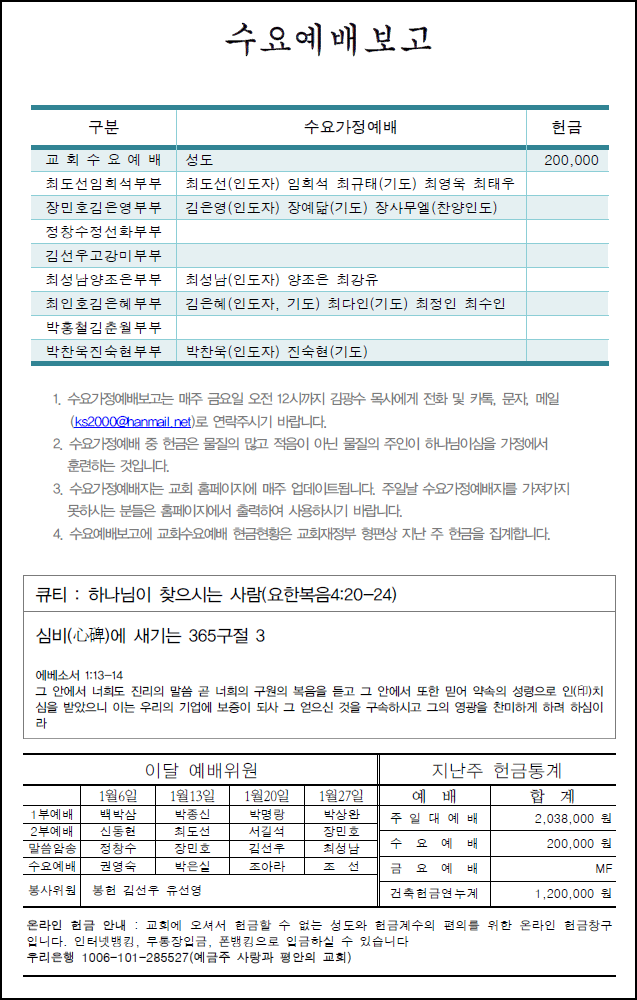 수요예배보고
구분 수요가정예배 헌금
교 회 수 요 예 배 성도 200,000
최도선임희석부부 최도선(인도자) 임희석 최규태(기도) 최영욱 최태우
장민호김은영부부 김은영(인도자) 장예닮(기도) 장사무엘(찬양인도)
정창수정선화부부
김선우고강미부부
최성남양조은부부 최성남(인도자) 양조은 최강유
최인호김은혜부부 김은혜(인도자, 기도) 최다인(기도) 최정인 최수인
박홍철김춘월부부
박찬욱진숙현부부 박찬욱(인도자) 진숙현(기도)
1. 수요가정예배보고는 매주 금요일 오전 12시까지 김광수 목사에게 전화 및 카톡, 문자, 메일
(ks2000@hanmail.net)로 연락주시기 바랍니다.
2. 수요가정예배 중 헌금은 물질의 많고 적음이 아닌 물질의 주인이 하나님이심을 가정에서
훈련하는 것입니다.
3. 수요가정예배지는 교회 홈페이지에 매주 업데이트됩니다. 주일날 수요가정예배지를 가져가지
못하시는 분들은 홈페이지에서 출력하여 사용하시기 바랍니다.
4. 수요예배보고에 교회수요예배 현금현황은 교회재정부 형편상 지난 주 헌금을 집계합니다.
큐티 : 하나님이 찾으시는 사람(요한복음4:20-24)
심비(心碑)에 새기는 365구절 3
에베소서 1:13-14
그 안에서 너희도 진리의 말씀 곧 너희의 구원의 복음을 듣고 그 안에서 또한 믿어 약속의 성령으로 인(印)치
심을 받았으니 이는 우리의 기업에 보증이 되사 그 얻으신 것을 구속하시고 그의 영광을 찬미하게 하려 하심이
라
이달 예배위원 지난주 헌금통계
1월6일 1월13일 1월20일 1월27일 예 배 합 계
1부예배 백박삼 박종신 박명랑 박상완 주 일 대 예 배 2,038,000 원
2부예배 신동현 최도선 서길석 장민호
말씀암송 정창수 장민호 김선우 최성남 수 요 예 배 200,000 원
수요예배 권영숙 박은실 조아라 조 선 금 요 예 배 MF
봉사위원 봉헌 김선우 유선영 건축헌금연누계 1,200,000 원
온라인 헌금 안내 : 교회에 오셔서 헌금할 수 없는 성도와 헌금계수의 편의를 위한 온라인 헌금창구
입니다. 인터넷뱅킹, 무통장입금, 폰뱅킹으로 입금하실 수 있습니다
우리은행 1006-101-285527(예금주 사랑과 평안의 교회)